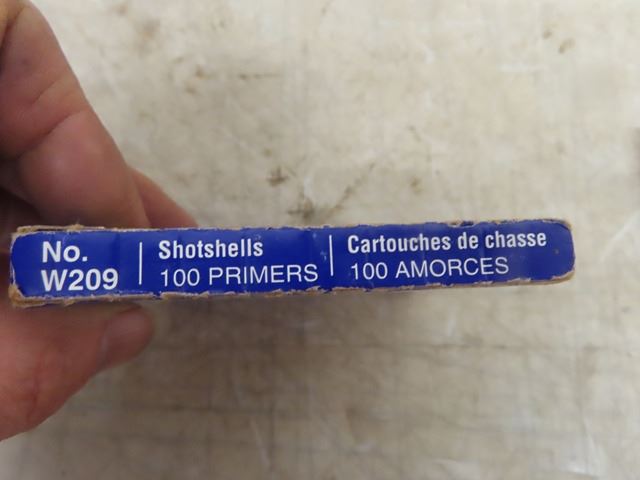 No.
W209
Shotshells
100 PRIMERS
Cartouches de chasse
100 AMORCES